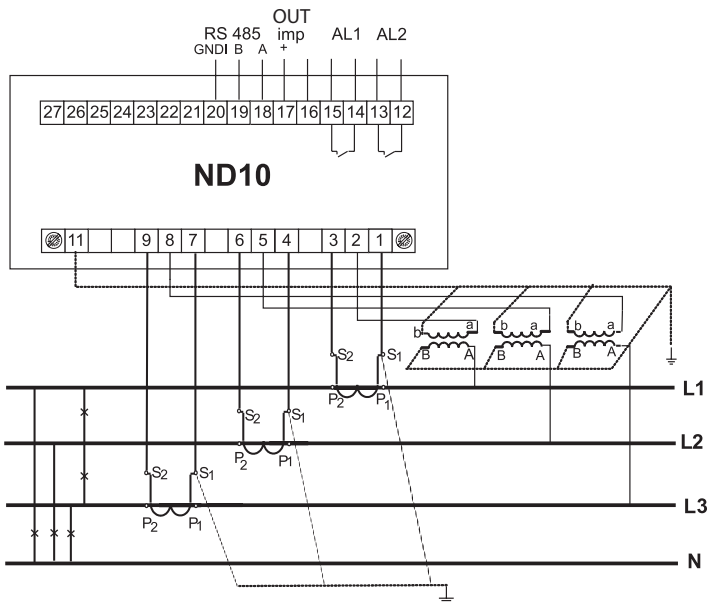 OUT
RS 485 imp AL1 AL2
GNDI B A +
27 26 25 24 23 22 21 20 19 18 17 16 15 14 13 12
ND10
11 9 8 7 6 5 4 3 2 1
b a b a b a
B A B A B A
S2 S1
L1
P2 P1
S2 S1
L2
P2 P1
S2 S1
L3
P2 P1
N